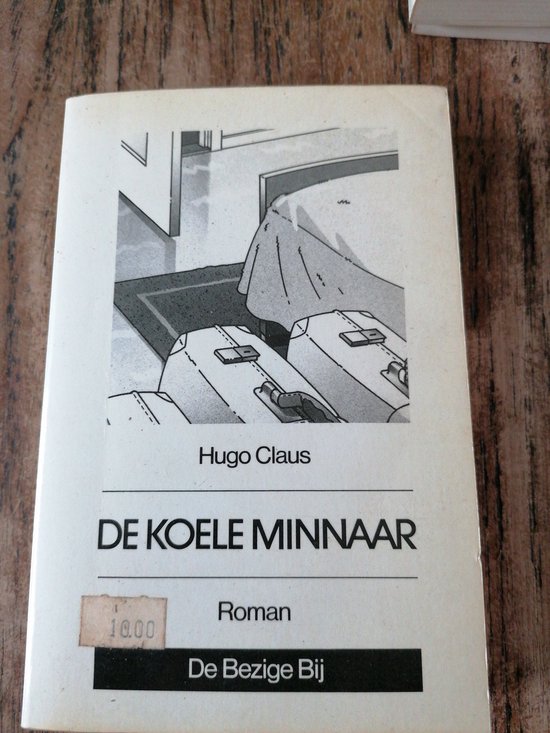 Hugo Claus
DE KOELE MINNAAR
Roman
10.00
De Bezige Bij